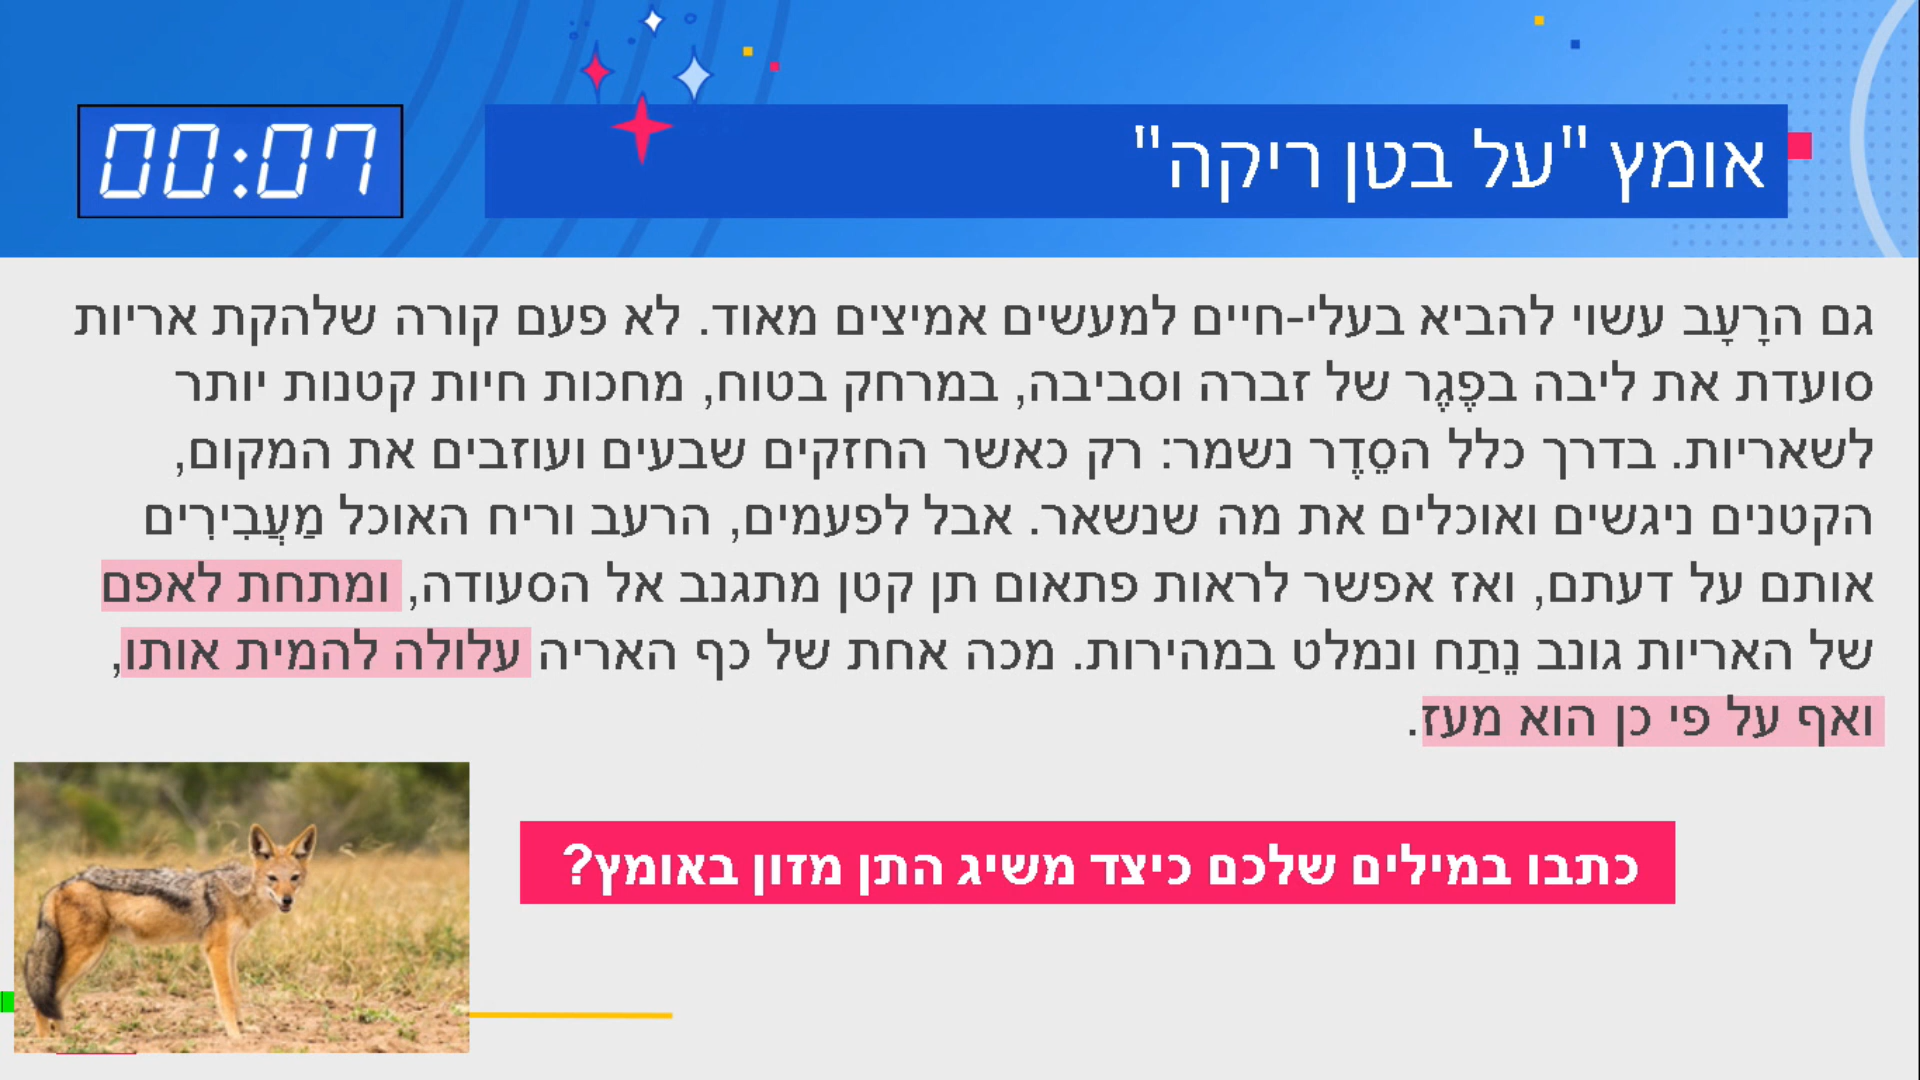 אומץ "על בטן ריקה"
00:07
גם הרָעָב עשוי להביא בעלי-חיים למעשים אמיצים מאוד. לא פעם קורה שלהקת אריות
סועדת את ליבה בפֶגֶר של זברה וסביבה, במרחק בטוח, מחכות חיות קטנות יותר
לשאריות. בדרך כלל הסֵדֶר נשמר: רק כאשר החזקים שבעים ועוזבים את המקום,
הקטנים ניגשים ואוכלים את מה שנשאר. אבל לפעמים, הרעב וריח האוכל מַעֲבִירִים
אותם על דעתם, ואז אפשר לראות פתאום תן קטן מתגנב אל הסעודה, ומתחת לאפם
של האריות גונב נֵתַח ונמלט במהירות. מכה אחת של כף האריה עלולה להמית אותו,
ואף על פי כן הוא מעז.
כתבו במילים שלכם כיצד משיג התן מזון באומץ?